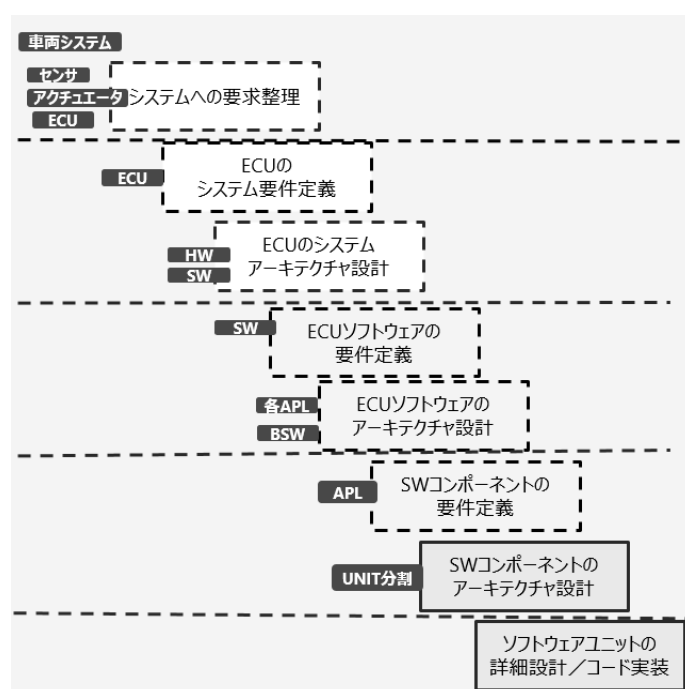 車両システム
センサ
アクチュエータ
ECU
システムへの要求整理
ECU
ECUの
システム要件定義
HW
SW
ECUのシステム
アーキテクチャ設計
SW
ECUソフトウェアの
要件定義
各APL
BSW
ECUソフトウェアの
アーキテクチャ設計
APL
SWコンポーネントの
要件定義
UNIT分割
SWコンポーネントの
アーキテクチャ設計
ソフトウェアユニットの
詳細設計／コード実装